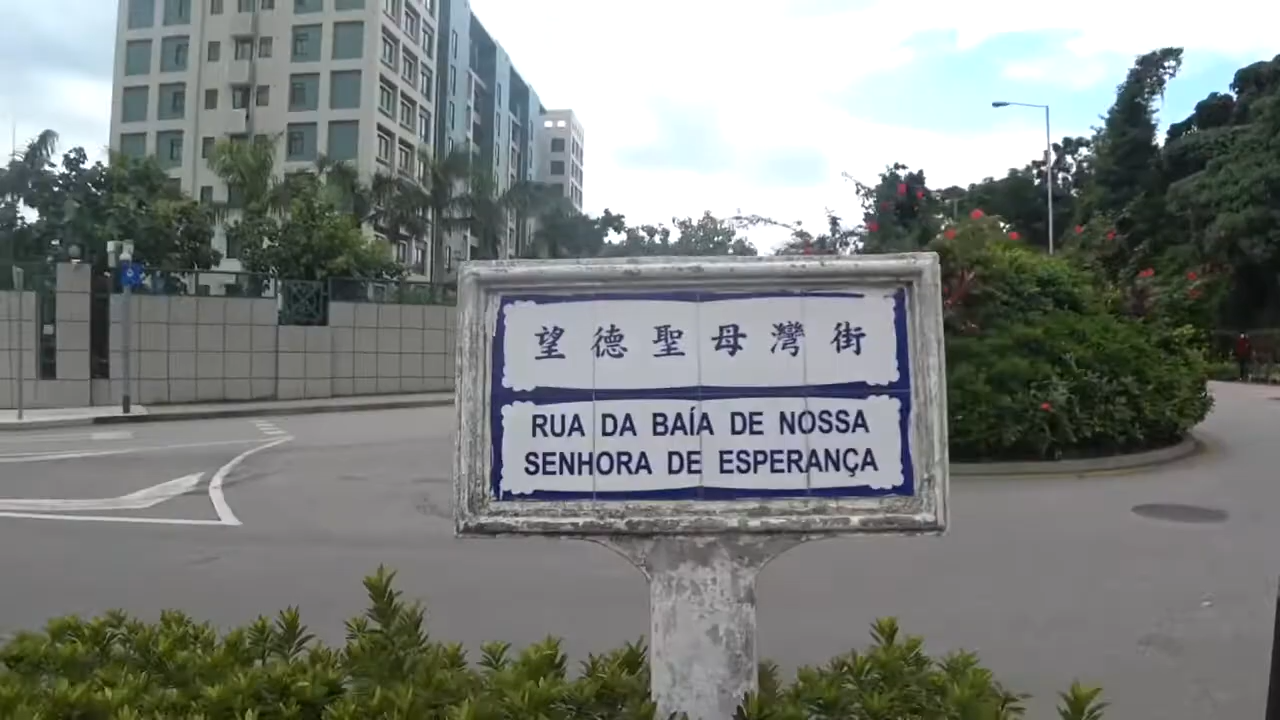 望德聖母灣街
RUA DA BAÍA DE NOSSA
SENHORA DE ESPERANÇA